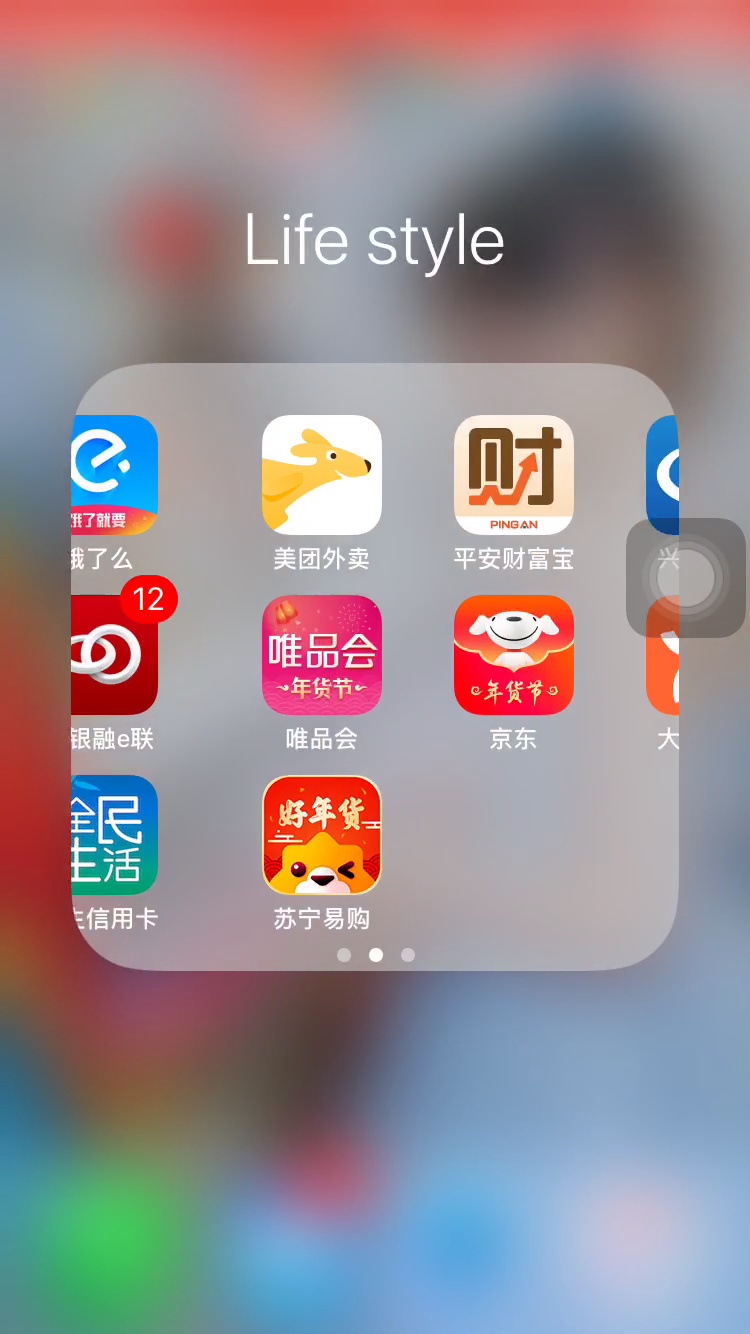 Life style
饿了就要
PINGAN
饿了么
美团外卖
平安财富宝
兴
12
唯品会
年货节
年货节
银融e联
唯品会
京东
大
全民
生活
好年货
生信用卡
苏宁易购